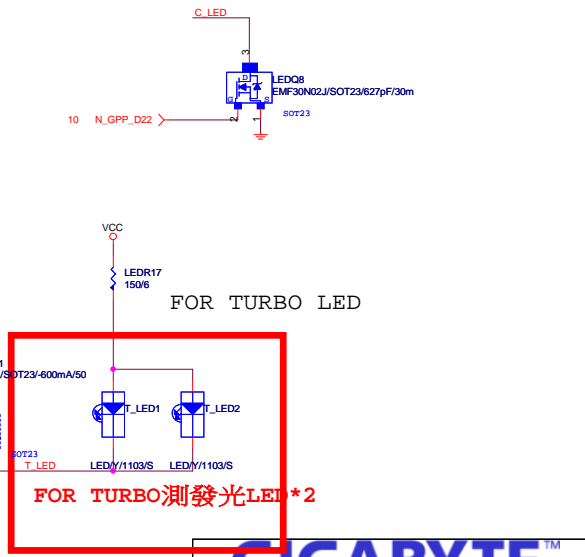 C_LED
3
D
LEDQ8
EMF30N02J/SOT23/627pF/30m
G
S
SOT23
10 N_GPP_D22
2
1
VCC
LEDR17
150/6
FOR TURBO LED
1
/SOT23/-600mA/50
T_LED1
T_LED2
SOT23
T_LED
LED/Y/1103/S
LED/Y/1103/S
FOR TURBO測發光LED*2
GIGABYTE™